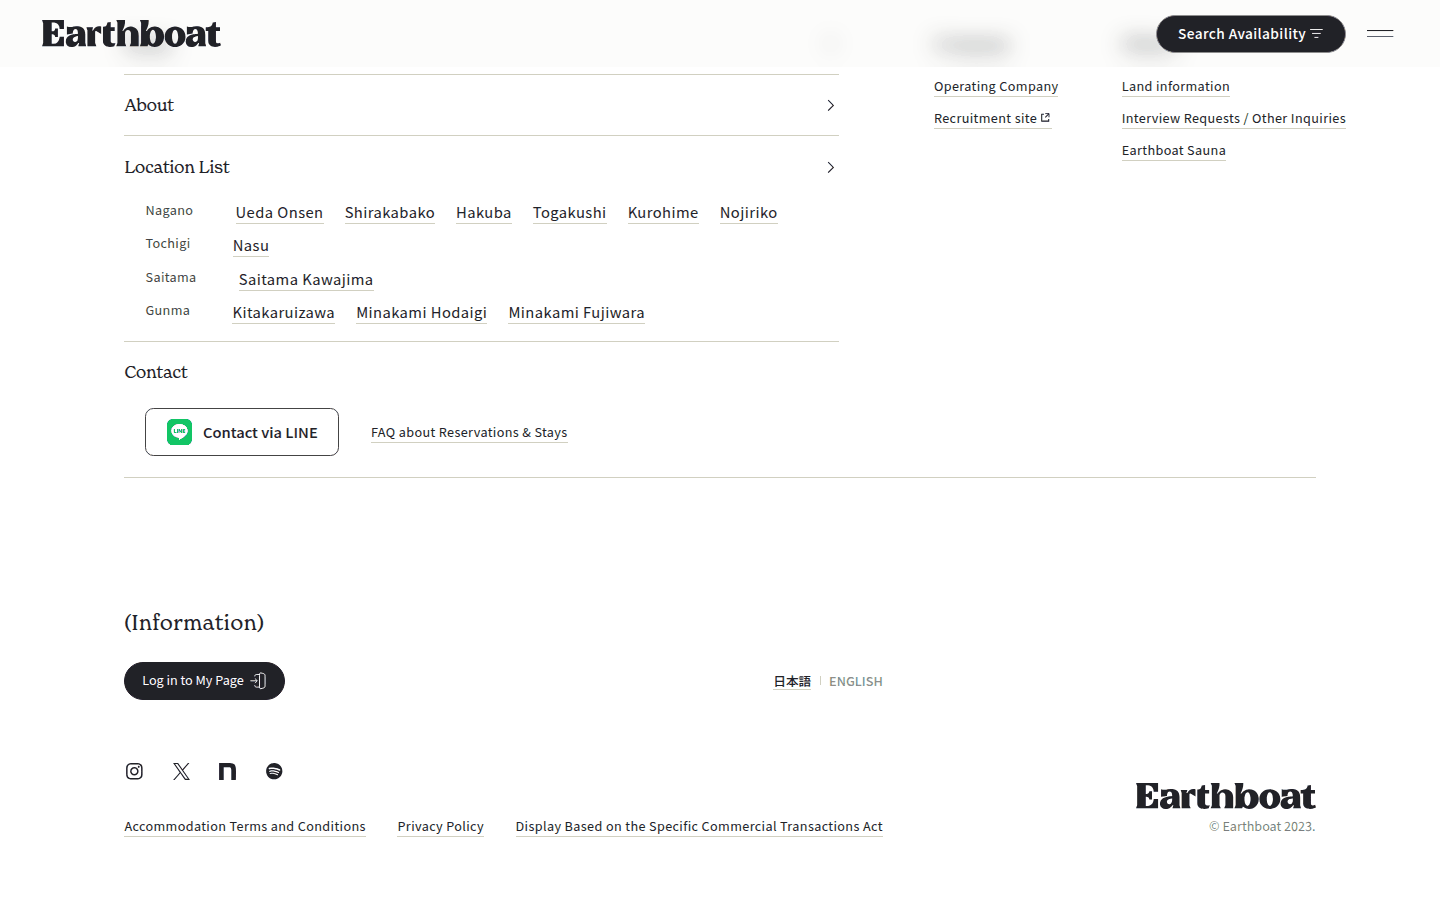 Earthboat
Search Availability
About
Operating Company
Land information
Recruitment site
Interview Requests / Other Inquiries
Earthboat Sauna
Location List
Nagano Ueda Onsen Shirakabako Hakuba Togakushi Kurohime Nojiriko
Tochigi Nasu
Saitama Saitama Kawajima
Gunma Kitakaruizawa Minakami Hodaigi Minakami Fujiwara
Contact
LINE Contact via LINE FAQ about Reservations & Stays
(Information)
Log in to My Page
日本語 ENGLISH
Earthboat
Accommodation Terms and Conditions Privacy Policy Display Based on the Specific Commercial Transactions Act
© Earthboat 2023.